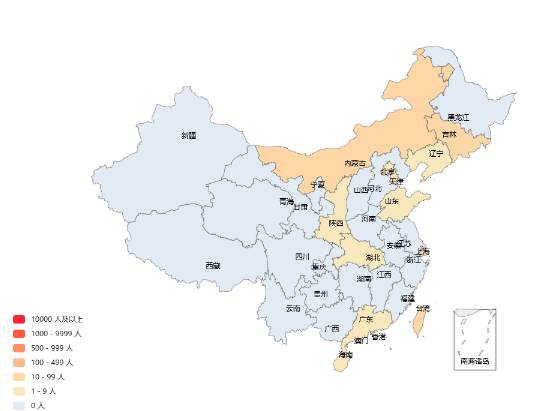 黑龙江
吉林
新疆
辽宁
内蒙古
北京
天津
宁夏
山西
河北
青海
甘肃
山东
陕西
河南
安徽
江苏
上海
四川
湖北
浙江
西藏
重庆
湖南
江西
贵州
福建
云南
台湾
广西
广东
香港
澳门
海南
南海诸岛
10000 人及以上
1000 - 9999 人
500 - 999 人
100 - 499 人
10 - 99 人
1 - 9 人
0 人